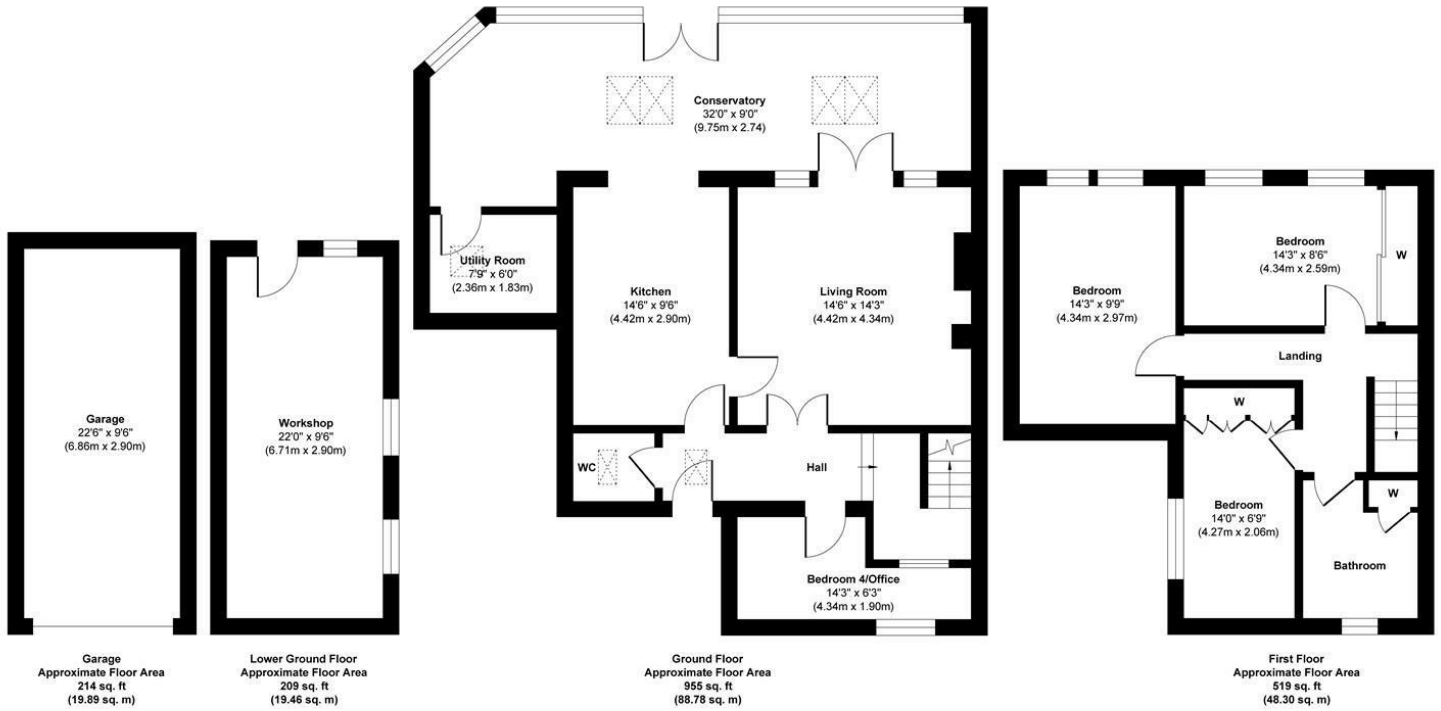 Garage
22'6" x 9'6"
(6.86m x 2.90m)
Garage
Approximate Floor Area
214 sq. ft
(19.89 sq. m)
Workshop
22'0" x 9'6"
(6.71m x 2.90m)
Lower Ground Floor
Approximate Floor Area
209 sq. ft
(19.46 sq. m)
Conservatory
32'0" x 9'0"
(9.75m x 2.74)
Utility Room
7'9" x 6'0"
(2.36m x 1.83m)
Kitchen
14'6" x 9'6"
(4.42m x 2.90m)
Living Room
14'6" x 14'3"
(4.42m x 4.34m)
WC
Hall
Bedroom 4/Office
14'3" x 6'3"
(4.34m x 1.90m)
Ground Floor
Approximate Floor Area
955 sq. ft
(88.78 sq. m)
Bedroom
14'3" x 9'9"
(4.34m x 2.97m)
Bedroom
14'3" x 8'6"
(4.34m x 2.59m)
W
Landing
W
Bedroom
14'0" x 6'9"
(4.27m x 2.06m)
W
Bathroom
First Floor
Approximate Floor Area
519 sq. ft
(48.30 sq. m)